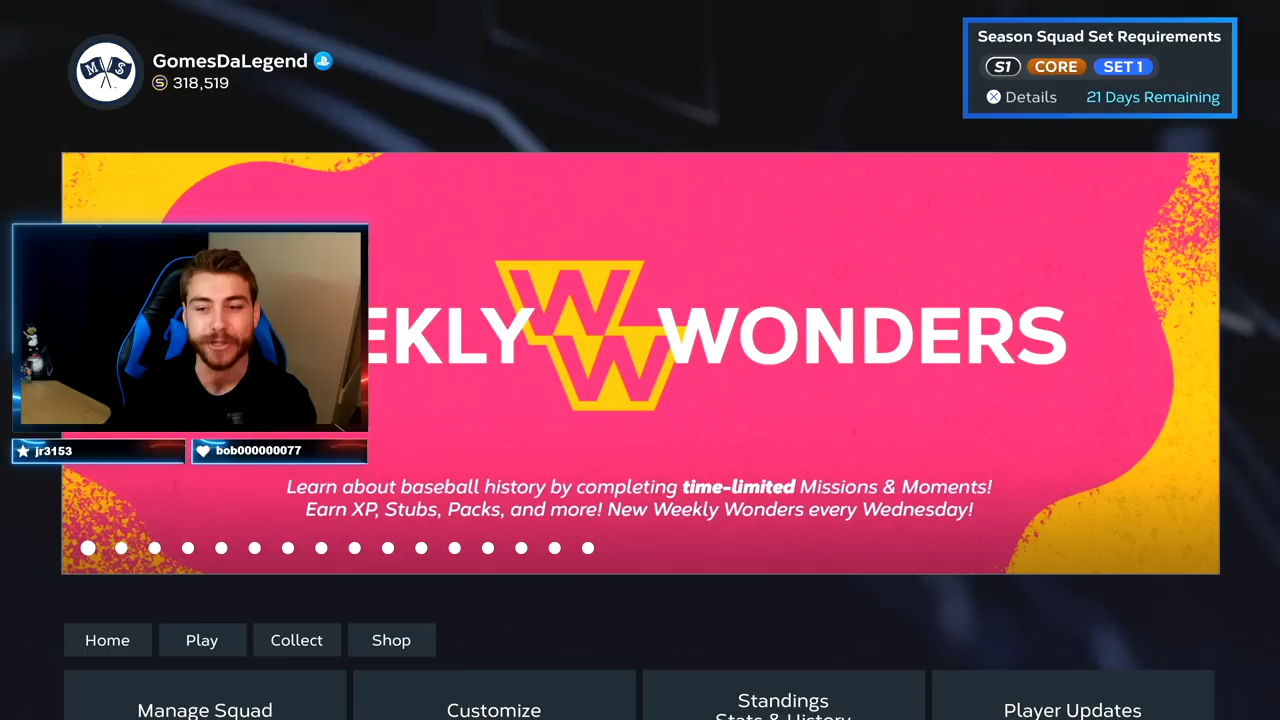 GomesDaLegend
318,519
Season Squad Set Requirements
S1 CORE SET 1
Details 21 Days Remaining
M S
EKLY WONDERS
W
W
jr3153
bob000000077
Learn about baseball history by completing time-limited Missions & Moments!
Earn XP, Stubs, Packs, and more! New Weekly Wonders every Wednesday!
Home
Play
Collect
Shop
Manage Squad
Customize
Standings
Stats & History
Player Updates